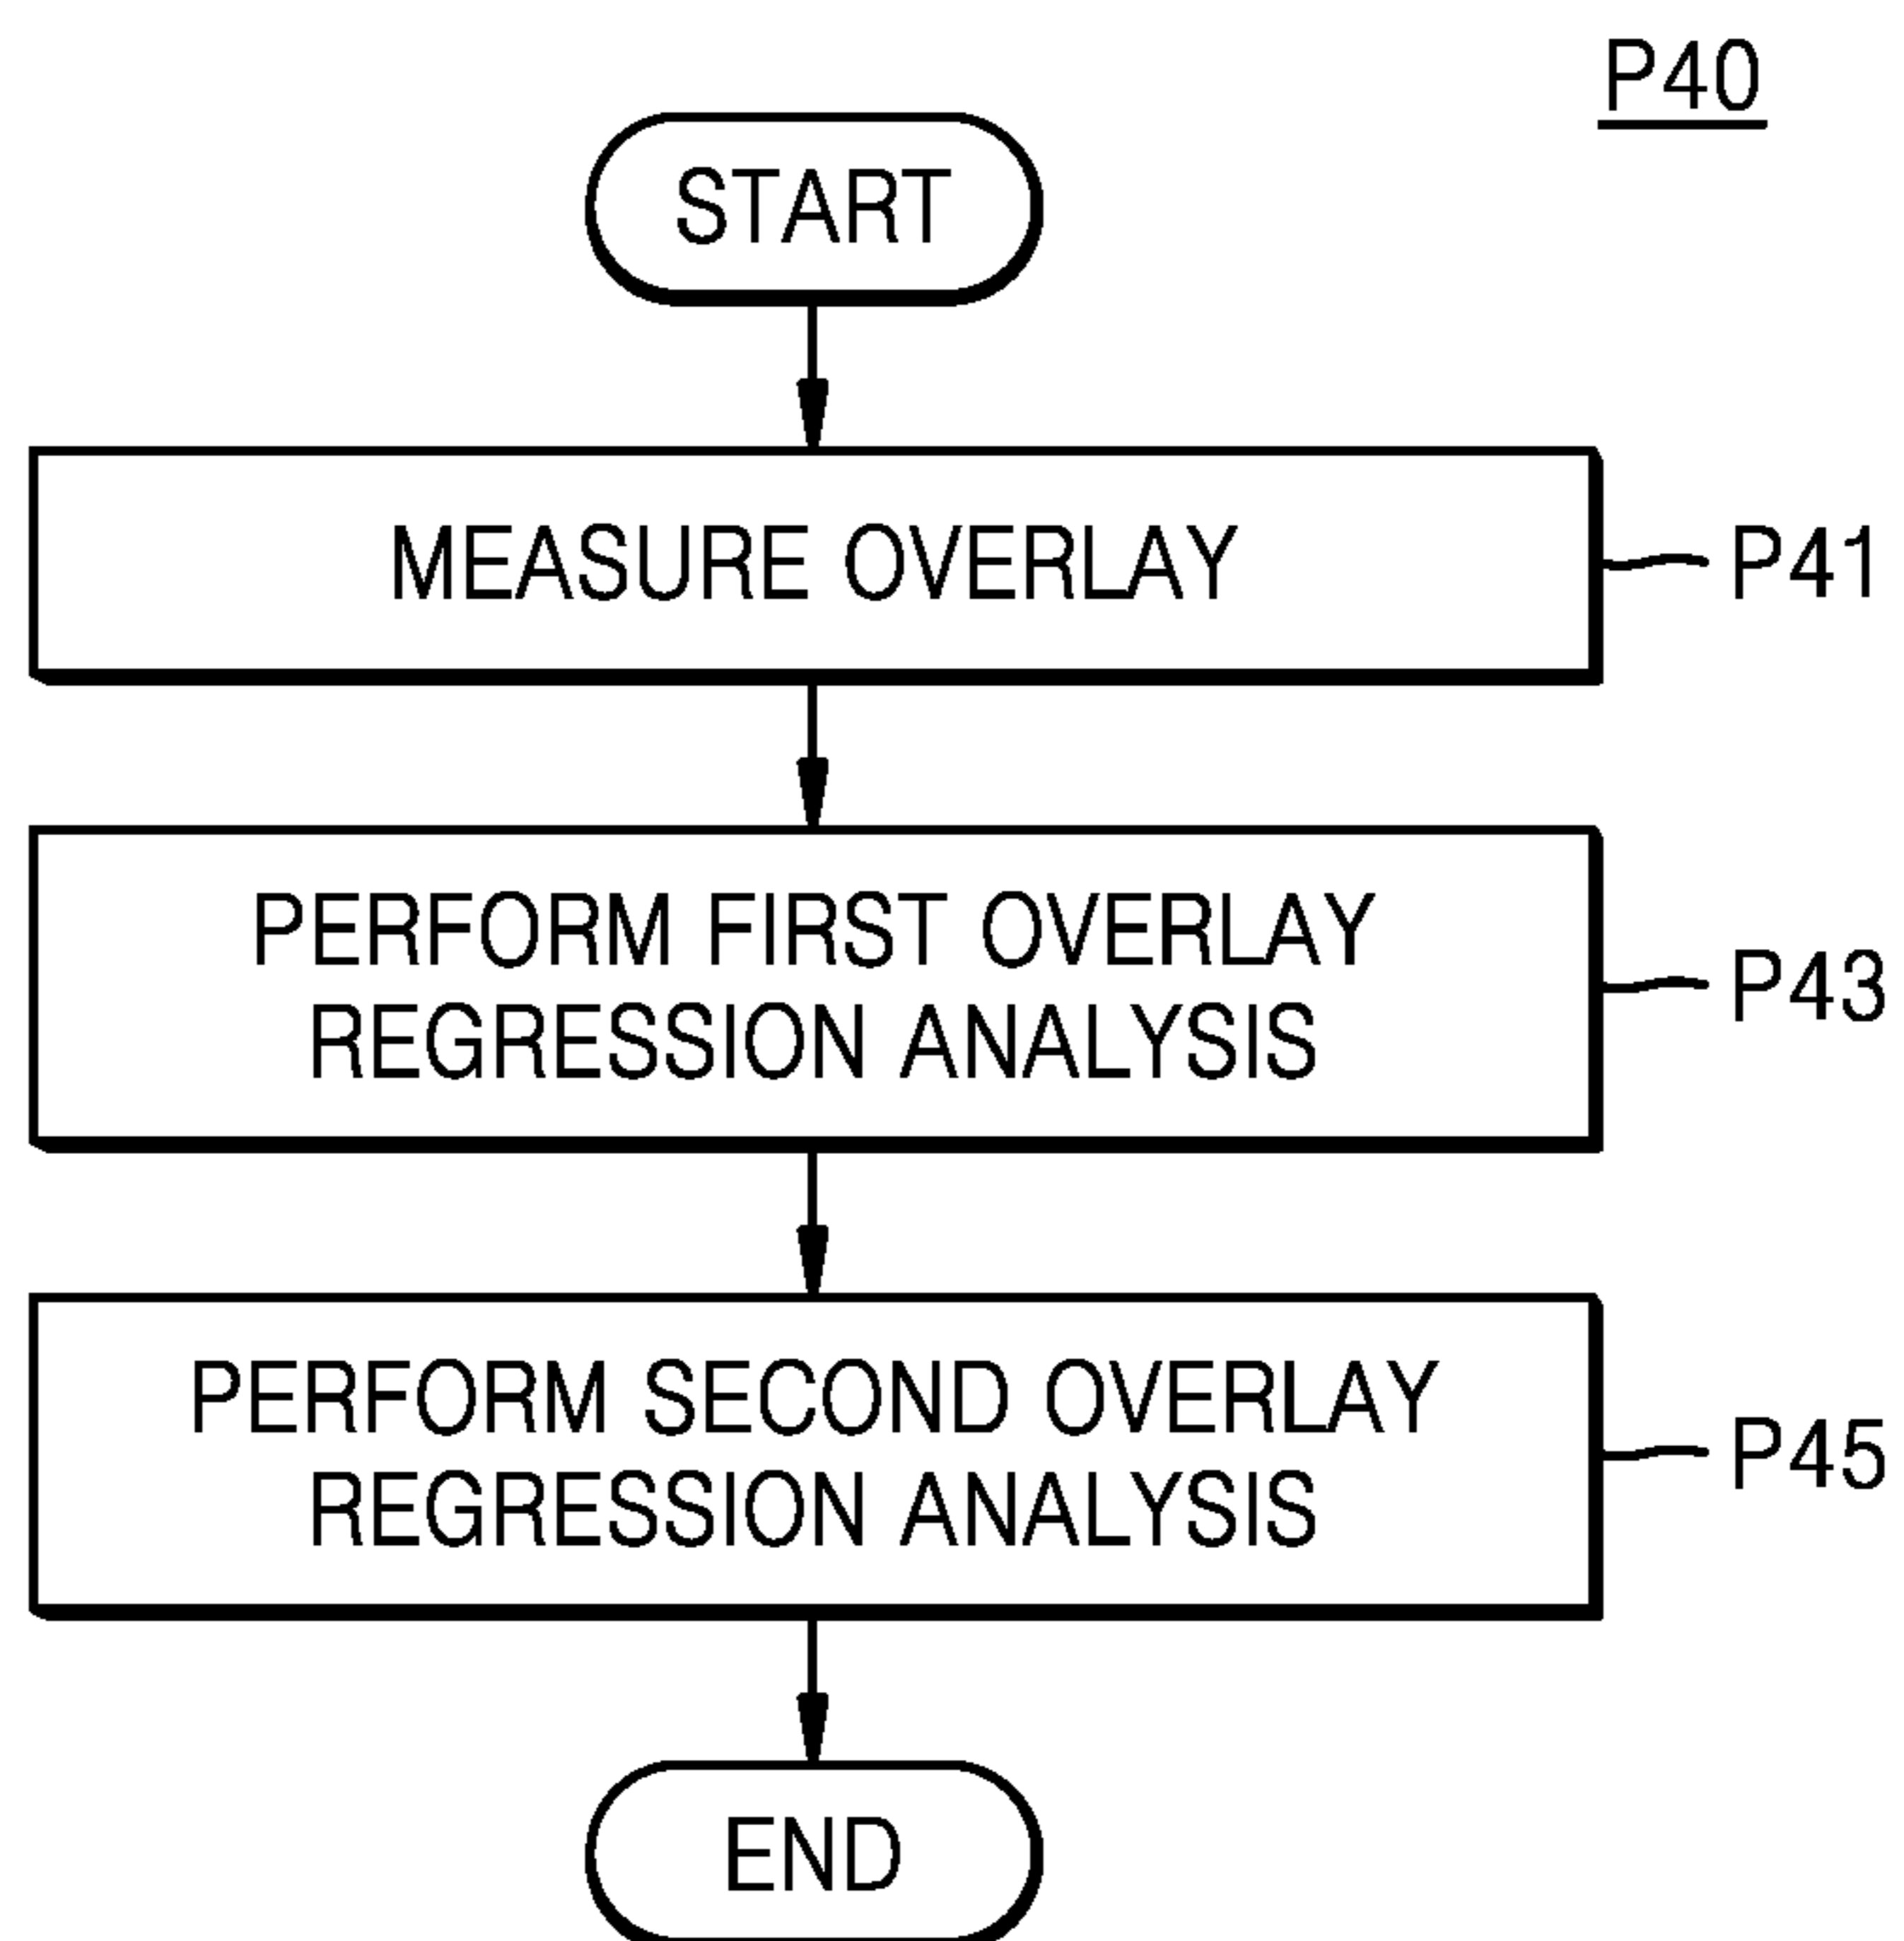 P40
START
MEASURE OVERLAY
P41
PERFORM FIRST OVERLAY
REGRESSION ANALYSIS
P43
PERFORM SECOND OVERLAY
REGRESSION ANALYSIS
P45
END